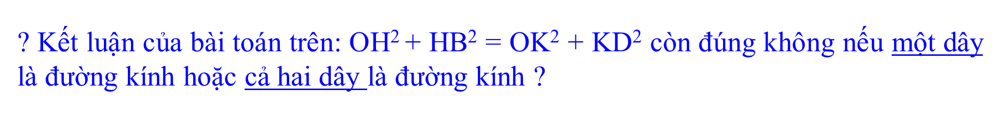 ? Kết luận của bài toán trên: OH² + HB² = OK² + KD² còn đúng không nếu một dây
là đường kính hoặc cả hai dây là đường kính ?